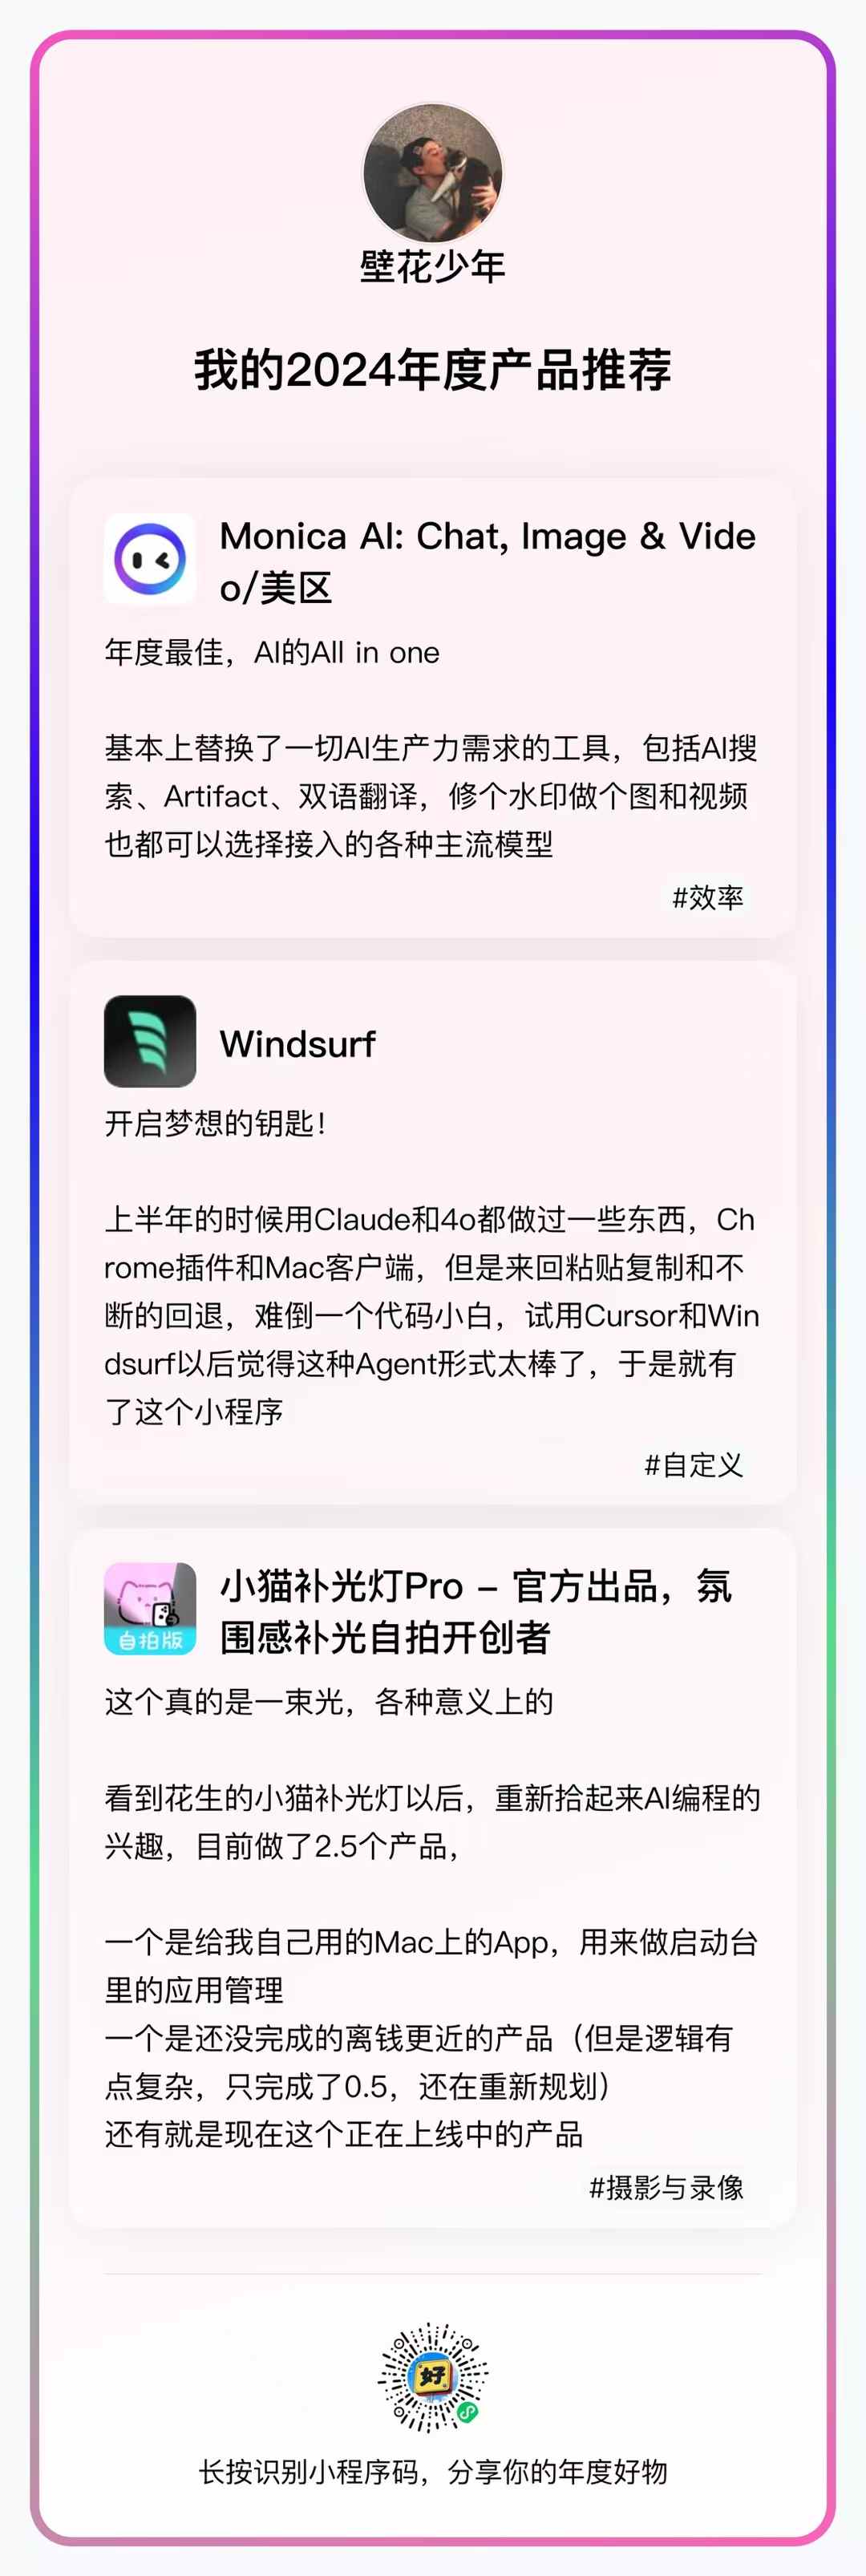 壁花少年
我的2024年度产品推荐
Monica AI: Chat, Image & Vide
o/美区
年度最佳，AI的All in one
基本上替换了一切AI生产力需求的工具，包括AI搜
索、Artifact、双语翻译，修个水印做个图和视频
也都可以选择接入的各种主流模型
#效率
Windsurf
开启梦想的钥匙！
上半年的时候用Claude和4o都做过一些东西，Ch
rome插件和Mac客户端，但是来回粘贴复制和不
断的回退，难倒一个代码小白，试用Cursor和Win
dsurf以后觉得这种Agent形式太棒了，于是就有
了这个小程序
#自定义
自拍版
小猫补光灯Pro – 官方出品，氛
围感补光自拍开创者
这个真的是一束光，各种意义上的
看到花生的小猫补光灯以后，重新拾起来AI编程的
兴趣，目前做了2.5个产品，
一个是给我自己用的Mac上的App，用来做启动台
里的应用管理
一个是还没完成的离钱更近的产品（但是逻辑有
点复杂，只完成了0.5，还在重新规划）
还有就是现在这个正在上线中的产品
#摄影与录像
好
长按识别小程序码，分享你的年度好物